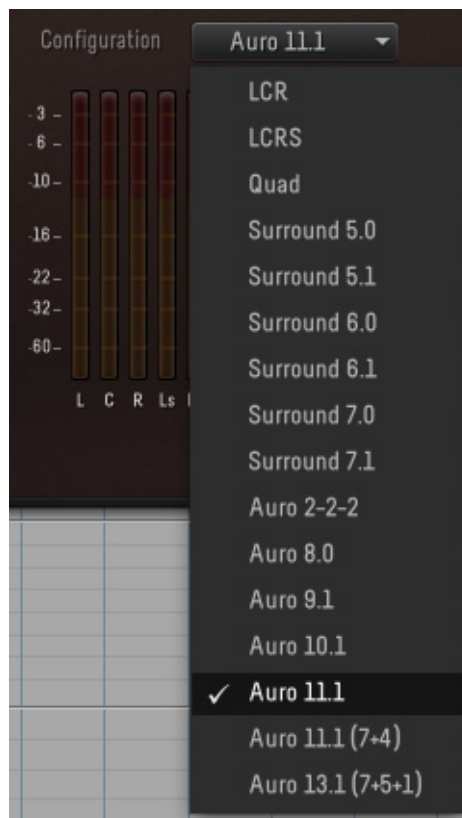 Configuration Auro 11.1
LCR
- 3 -
LCRS
- 6 -
-10 -
Quad
-16 -
Surround 5.0
-22 -
Surround 5.1
-32 -
Surround 6.0
-60 -
Surround 6.1
L C R Ls
Surround 7.0
Surround 7.1
Auro 2-2-2
Auro 8.0
Auro 9.1
Auro 10.1
✓ Auro 11.1
Auro 11.1 (7+4)
Auro 13.1 (7+5+1)